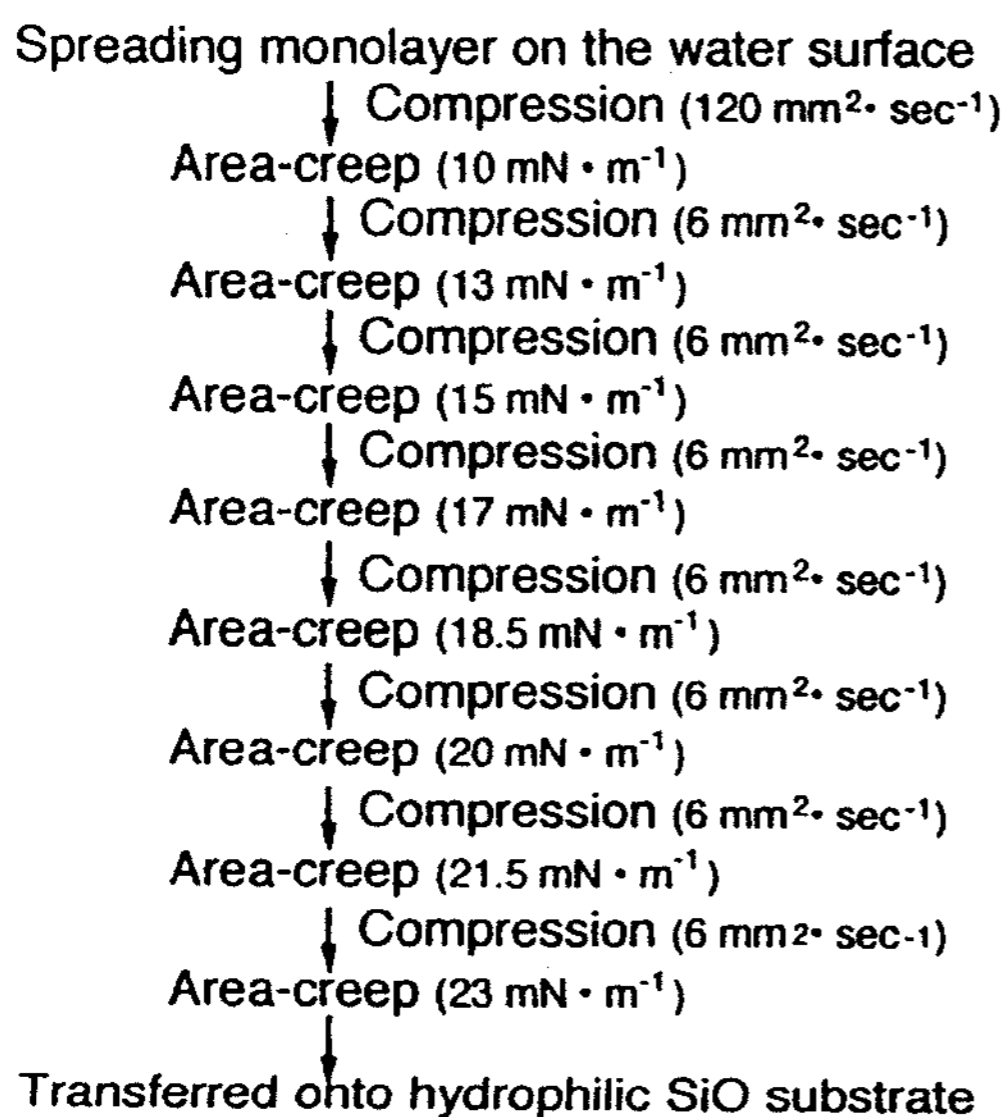 Spreading monolayer on the water surface
Compression (120 mm²• sec⁻¹)
Area-creep (10 mN • m⁻¹)
Compression (6 mm²• sec⁻¹)
Area-creep (13 mN • m⁻¹)
Compression (6 mm²• sec⁻¹)
Area-creep (15 mN • m⁻¹)
Compression (6 mm²• sec⁻¹)
Area-creep (17 mN • m⁻¹)
Compression (6 mm²• sec⁻¹)
Area-creep (18.5 mN • m⁻¹)
Compression (6 mm²• sec⁻¹)
Area-creep (20 mN • m⁻¹)
Compression (6 mm²• sec⁻¹)
Area-creep (21.5 mN • m⁻¹)
Compression (6 mm2• sec-1)
Area-creep (23 mN • m⁻¹)
Transferred onto hydrophilic SiO substrate